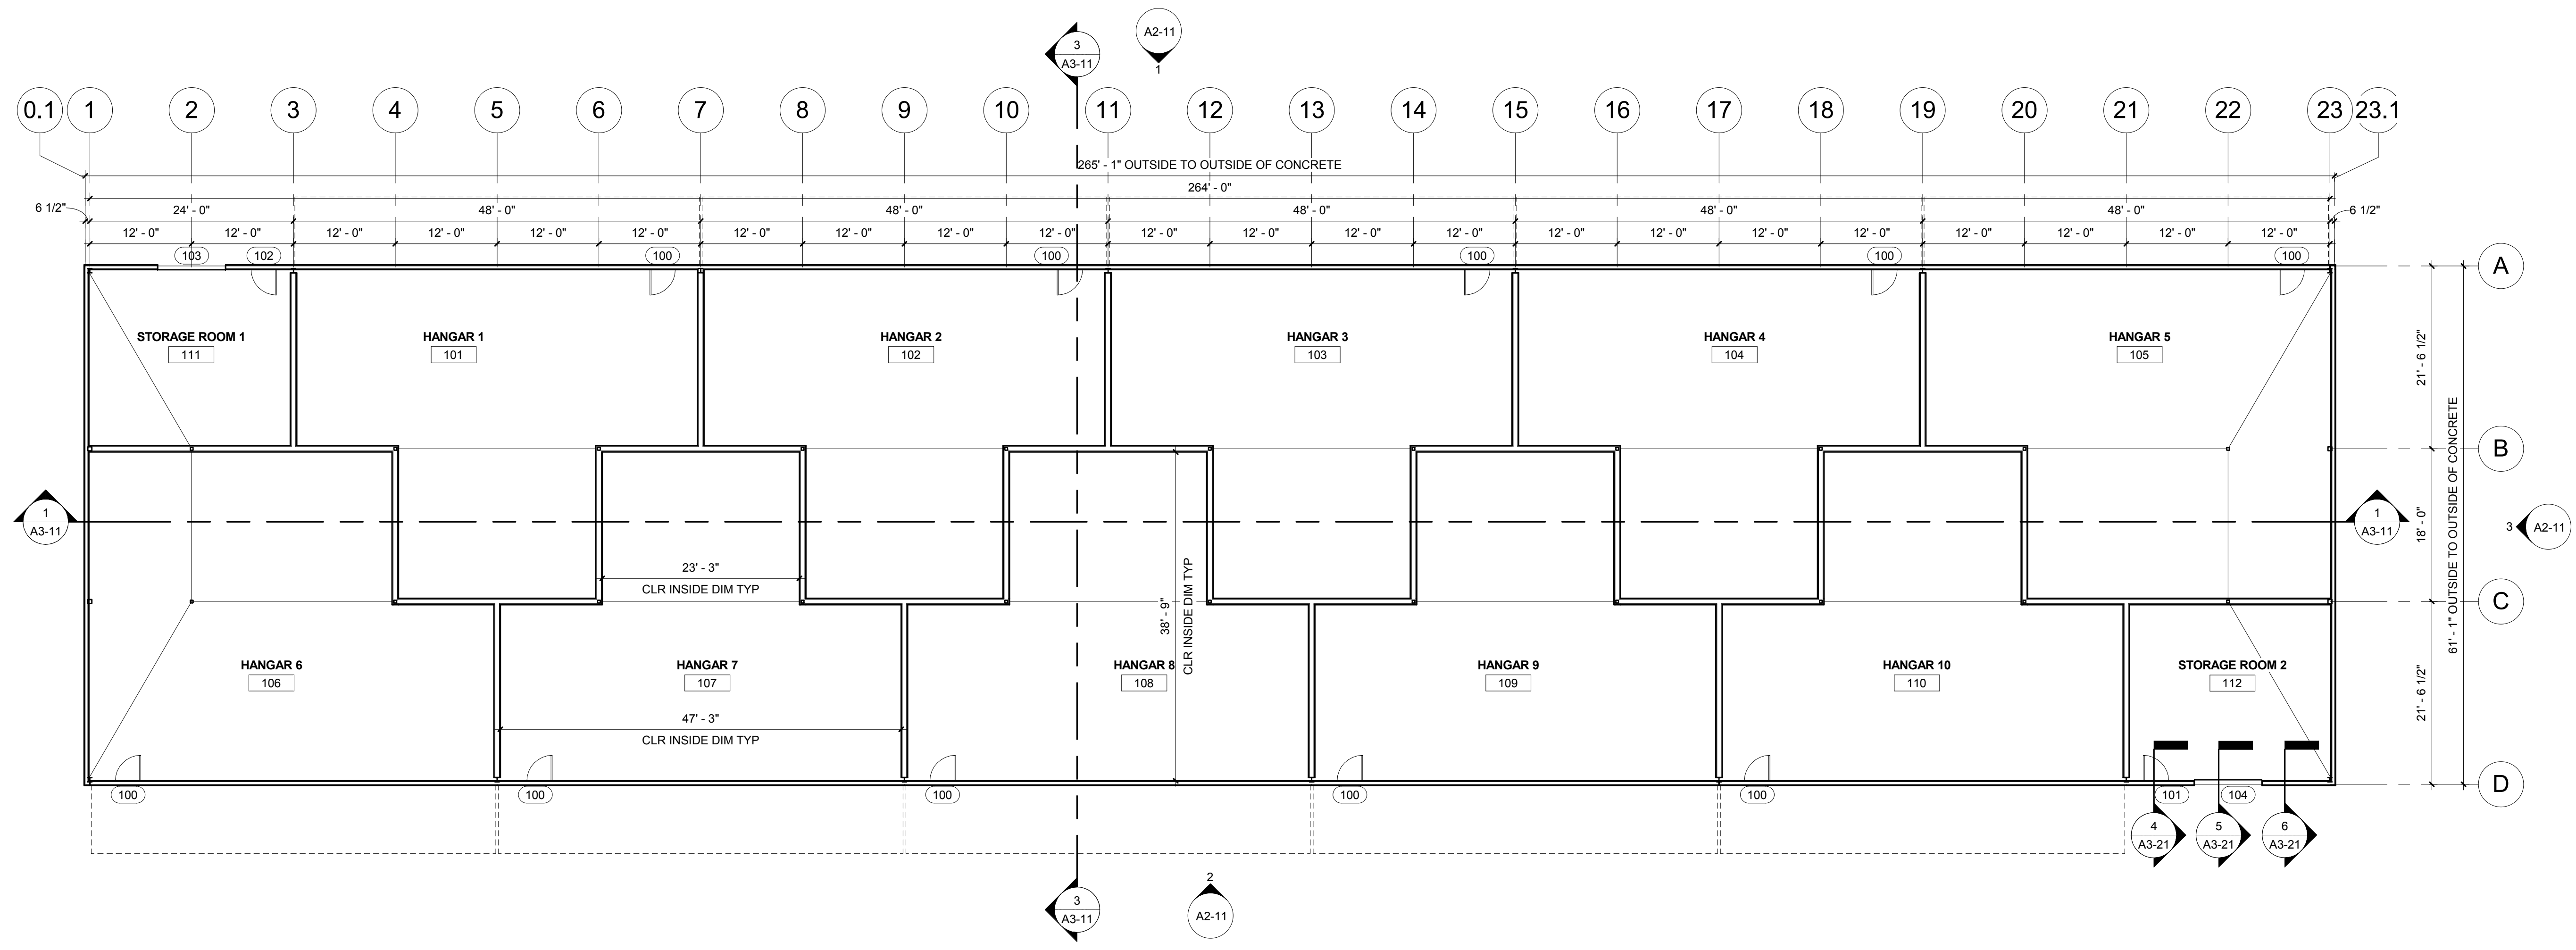 A2-11
1
3
A3-11
0.1 1 2 3 4 5 6 7 8 9 10 11 12 13 14 15 16 17 18 19 20 21 22 23 23.1
265' - 1" OUTSIDE TO OUTSIDE OF CONCRETE
264' - 0"
6 1/2" 24' - 0" 48' - 0" 48' - 0" 48' - 0" 48' - 0" 48' - 0" 6 1/2"
12' - 0" 12' - 0" 12' - 0" 12' - 0" 12' - 0" 12' - 0" 12' - 0" 12' - 0" 12' - 0" 12' - 0" 12' - 0" 12' - 0" 12' - 0" 12' - 0" 12' - 0" 12' - 0" 12' - 0" 12' - 0" 12' - 0" 12' - 0" 12' - 0" 12' - 0"
103 102 100 100 100 100 100
A
STORAGE ROOM 1 HANGAR 1 HANGAR 2 HANGAR 3 HANGAR 4 HANGAR 5
111 101 102 103 104 105
21' - 6 1/2"
B
61' - 1" OUTSIDE TO OUTSIDE OF CONCRETE
1
A3-11
1
A3-11
18' - 0"
3 A2-11
23' - 3"
CLR INSIDE DIM TYP
38' - 9"
CLR INSIDE DIM TYP
C
HANGAR 6 HANGAR 7 HANGAR 8 HANGAR 9 HANGAR 10 STORAGE ROOM 2
106 107 108 109 110 112
21' - 6 1/2"
47' - 3"
CLR INSIDE DIM TYP
D
100 100 100 100 100 101 104
4
A3-21
5
A3-21
6
A3-21
2
A2-11
3
A3-11